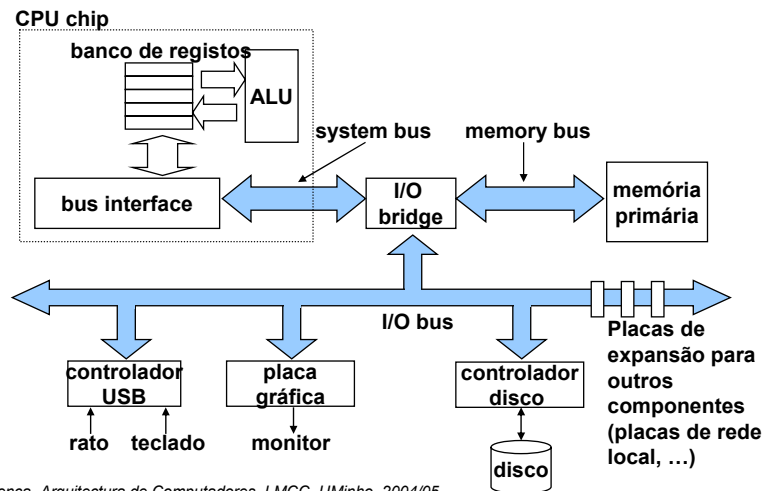 CPU chip
banco de registos
ALU
system bus
memory bus
bus interface
I/O
bridge
memória
primária
I/O bus
controlador
USB
placa
gráfica
controlador
disco
Placas de
expansão para
outros
componentes
(placas de rede
local, …)
rato
teclado
monitor
disco
Arquitectura de Computadores, LMCC, UMinho, 2004/05